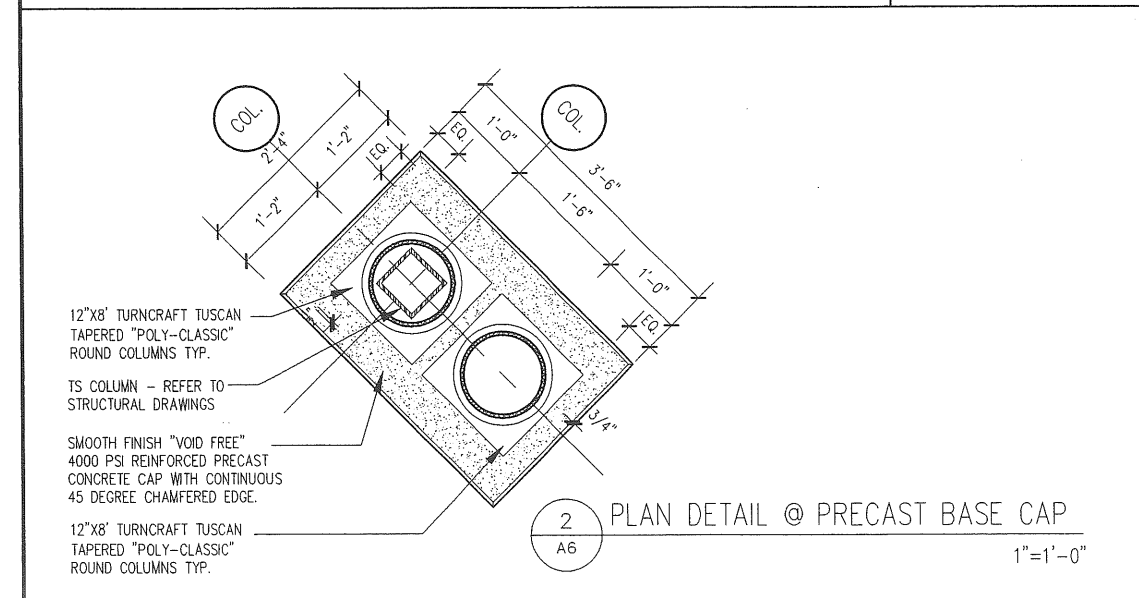 COL.
2'-4"
1'-2"
1'-2"
EQ.
EQ.
1'-0"
COL.
3'-6"
1'-6"
1'-0"
EQ.
3/4"
12"X8' TURNCRAFT TUSCAN
TAPERED "POLY-CLASSIC"
ROUND COLUMNS TYP.
TS COLUMN – REFER TO
STRUCTURAL DRAWINGS
SMOOTH FINISH "VOID FREE"
4000 PSI REINFORCED PRECAST
CONCRETE CAP WITH CONTINUOUS
45 DEGREE CHAMFERED EDGE.
12"X8' TURNCRAFT TUSCAN
TAPERED "POLY-CLASSIC"
ROUND COLUMNS TYP.
2
A6
PLAN DETAIL @ PRECAST BASE CAP
1"=1'-0"